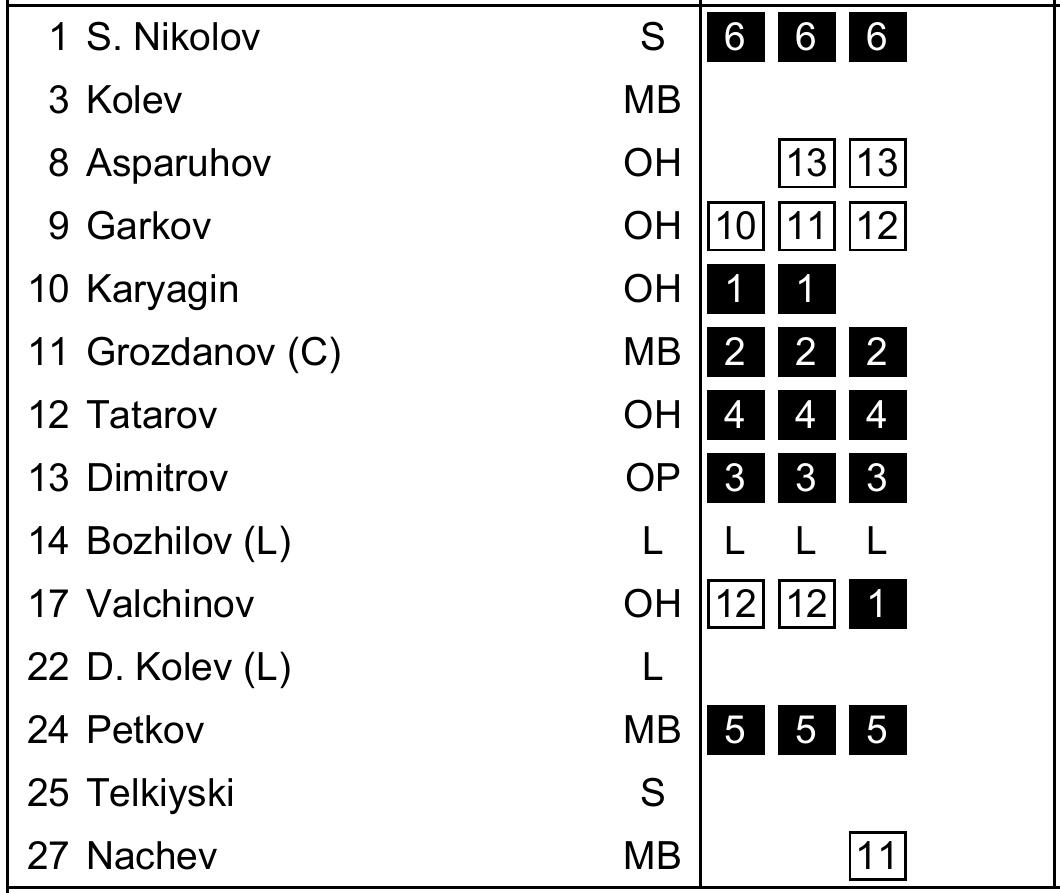 1 S. Nikolov S 6 6 6
3 Kolev MB
8 Asparuhov OH 13 13
9 Garkov OH 10 11 12
10 Karyagin OH 1 1
11 Grozdanov (C) MB 2 2 2
12 Tatarov OH 4 4 4
13 Dimitrov OP 3 3 3
14 Bozhilov (L) L L L L
17 Valchinov OH 12 12 1
22 D. Kolev (L) L
24 Petkov MB 5 5 5
25 Telkiyski S
27 Nachev MB 11